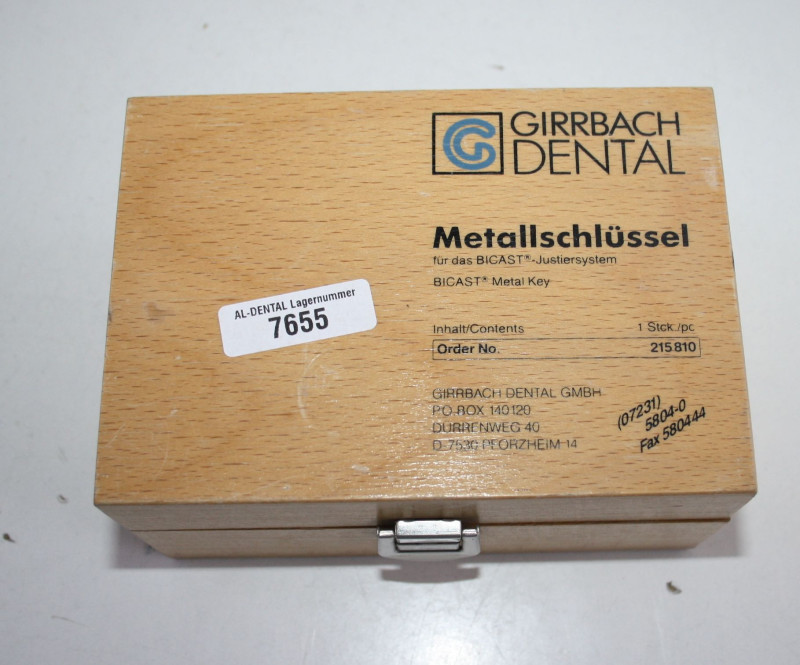 GIRRBACH
DENTAL
Metallschlüssel
für das BICAST®-Justiersystem
BICAST® Metal Key
AL-DENTAL Lagernummer
7655
Inhalt/Contents 1 Stck./pc
Order No. 215810
GIRRBACH DENTAL GMBH
P.O. BOX 140120
DÜRRENWEG 40
D-7530 PFORZHEIM 14
(07231)
5804-0
Fax 580444